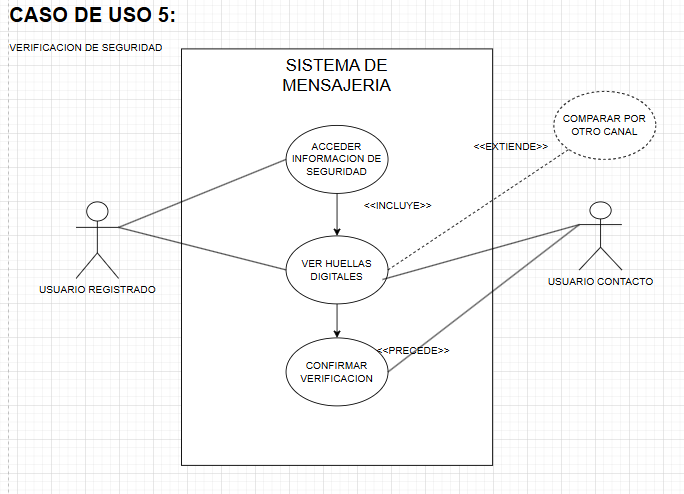 CASO DE USO 5:
VERIFICACION DE SEGURIDAD
SISTEMA DE
MENSAJERIA
COMPARAR POR
OTRO CANAL
<<EXTIENDE>>
ACCEDER
INFORMACION DE
SEGURIDAD
<<INCLUYE>>
VER HUELLAS
DIGITALES
USUARIO REGISTRADO
USUARIO CONTACTO
<<PRECEDE>>
CONFIRMAR
VERIFICACION